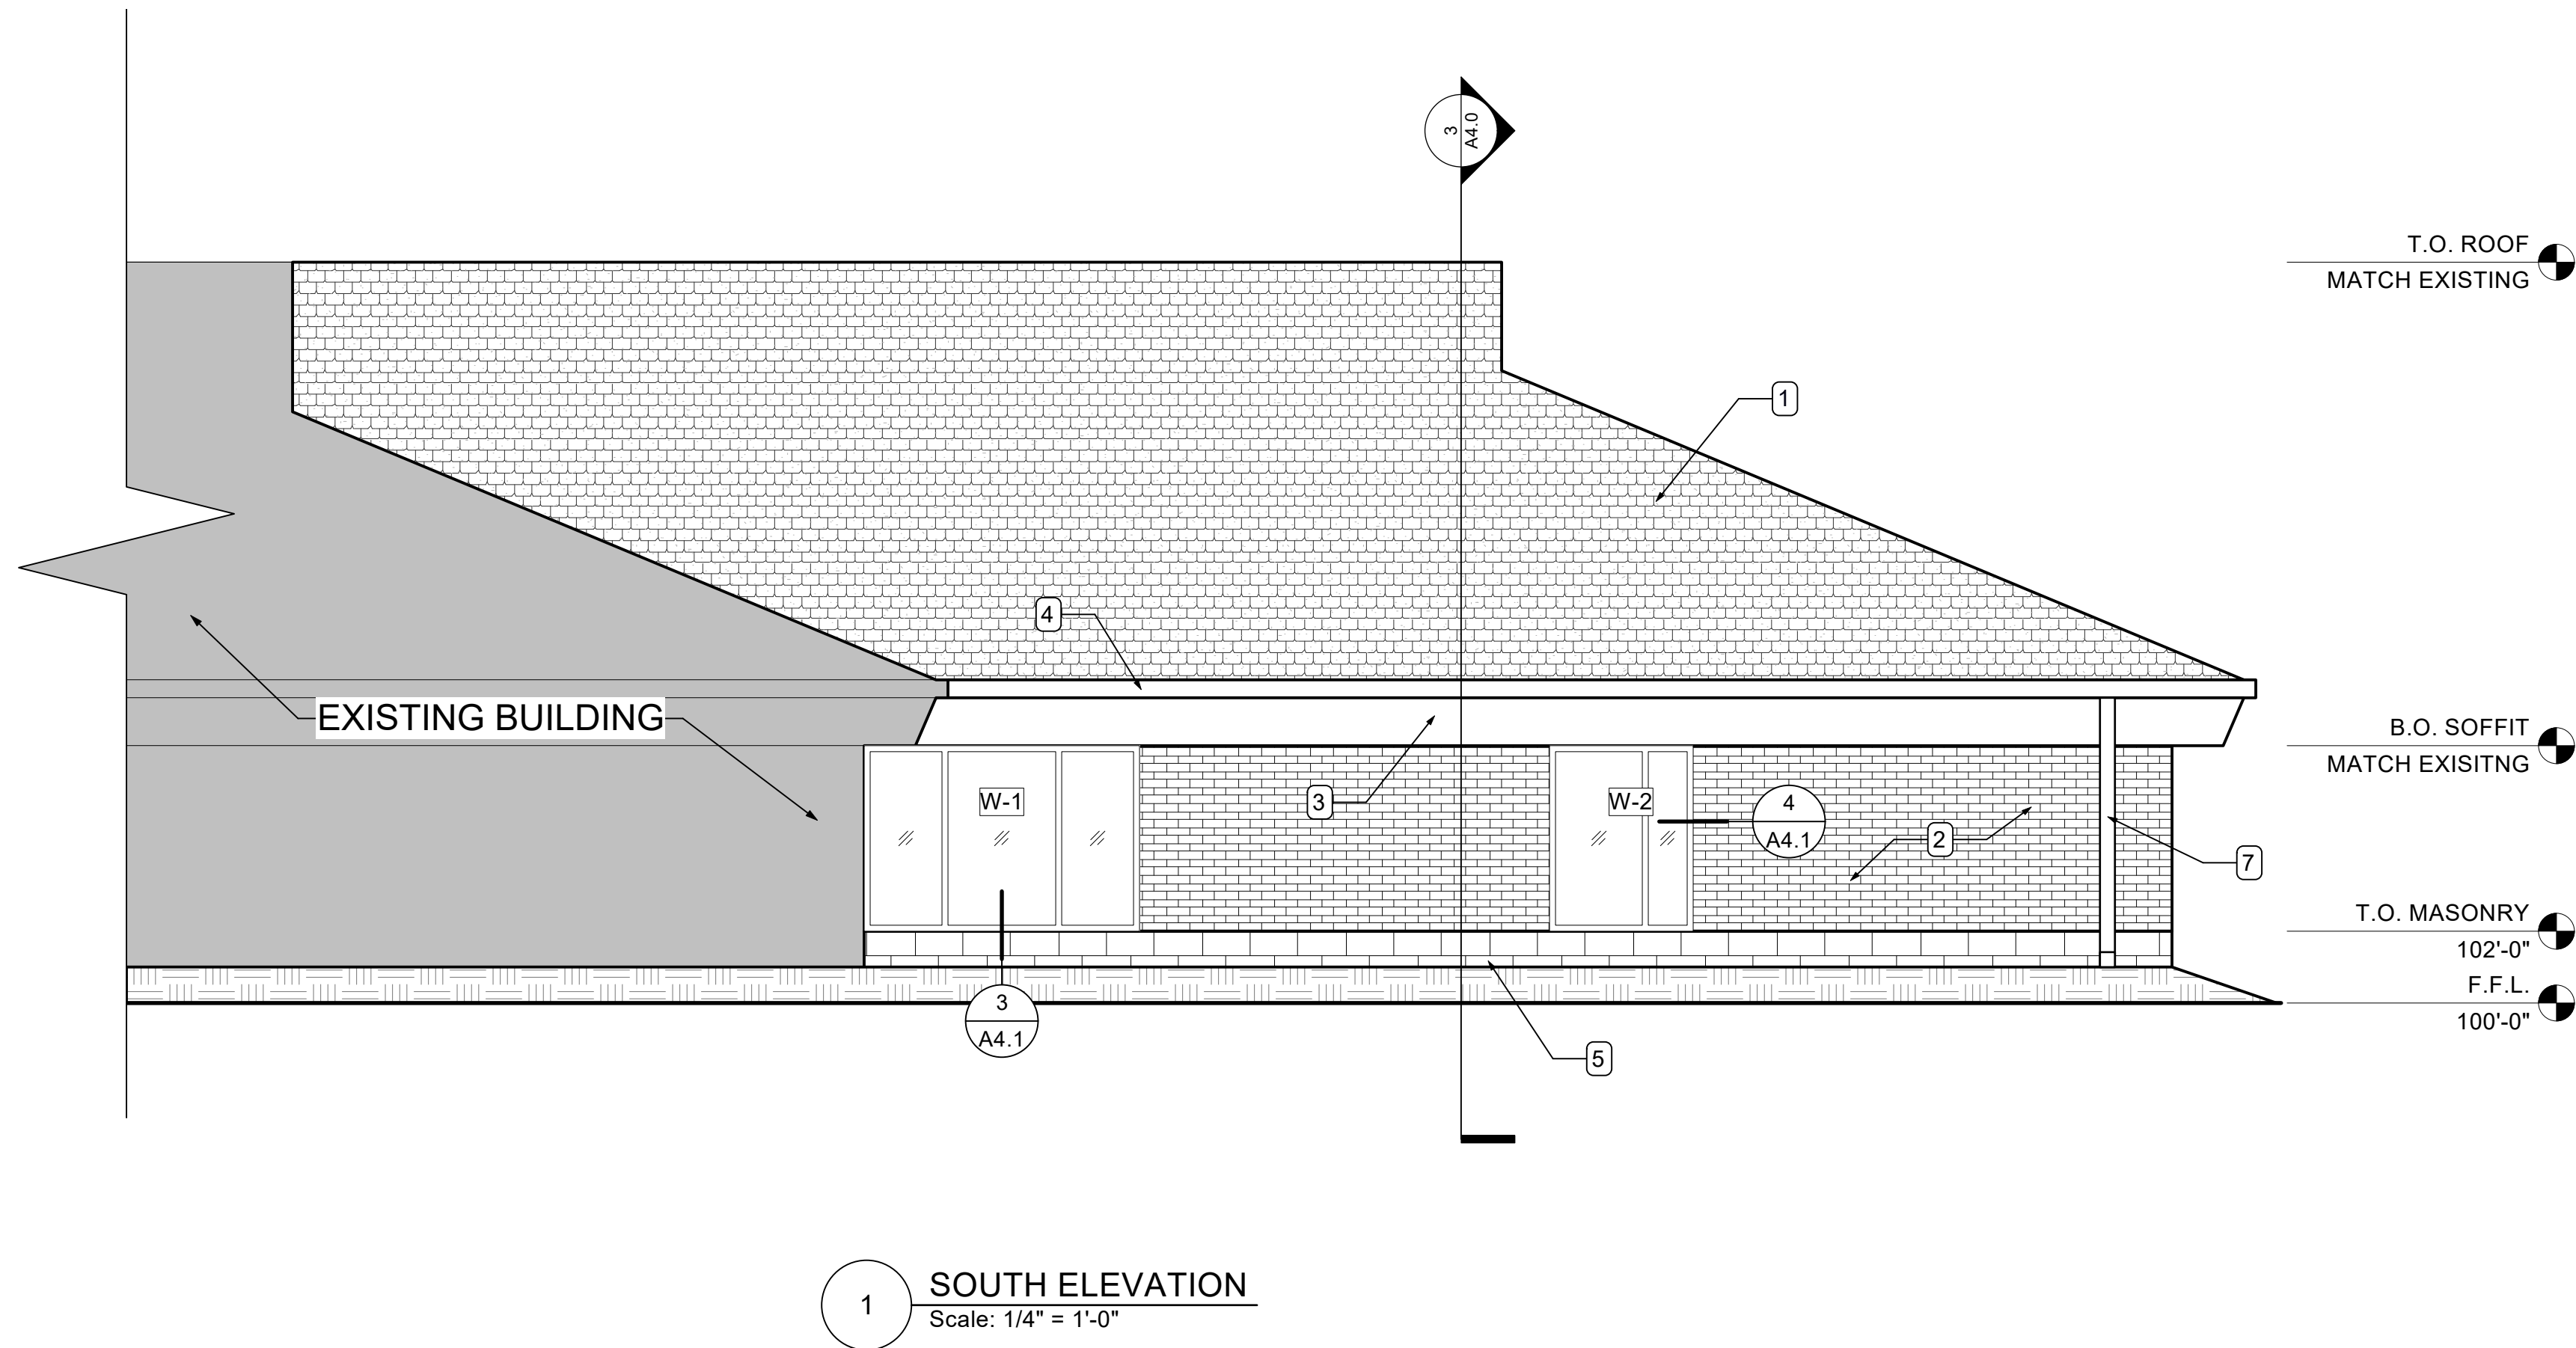 3
A4.0
T.O. ROOF
MATCH EXISTING
1
4
EXISTING BUILDING
B.O. SOFFIT
MATCH EXISITNG
W-1
3
W-2
4
A4.1
2
7
T.O. MASONRY
102'-0"
F.F.L.
100'-0"
3
A4.1
5
1
SOUTH ELEVATION
Scale: 1/4" = 1'-0"